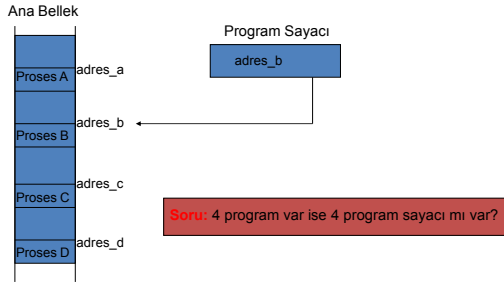 Ana Bellek
Program Sayacı
adres_b
Proses A
adres_a
Proses B
adres_b
Proses C
adres_c
Proses D
adres_d
Soru: 4 program var ise 4 program sayacı mı var?